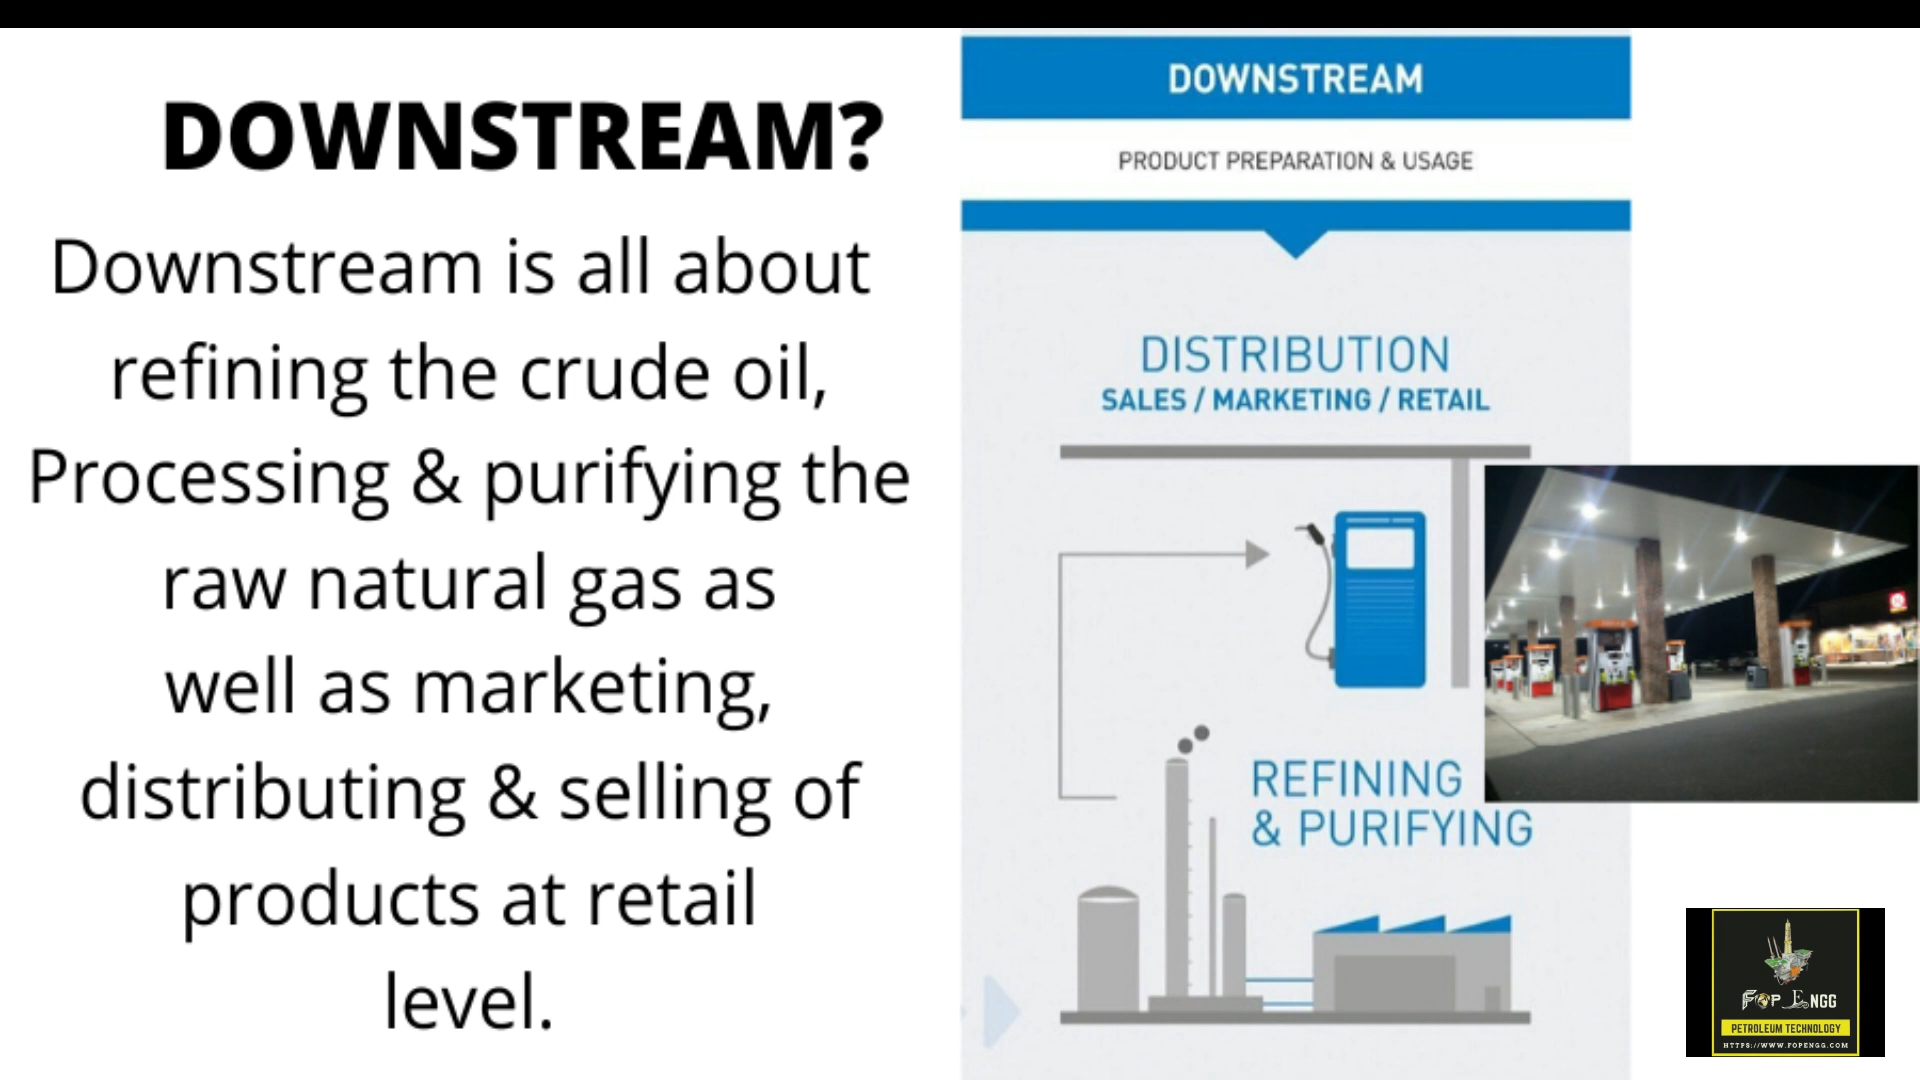 DOWNSTREAM?
Downstream is all about
refining the crude oil,
Processing & purifying the
raw natural gas as
well as marketing,
distributing & selling of
products at retail
level.
DOWNSTREAM
PRODUCT PREPARATION & USAGE
DISTRIBUTION
SALES / MARKETING / RETAIL
REFINING
& PURIFYING
FOP ENGG
PETROLEUM TECHNOLOGY
HTTPS://WWW.FOPENGG.COM